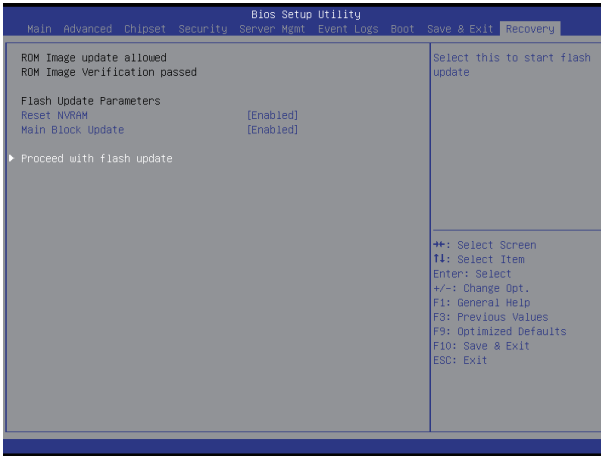 Bios Setup Utility
Main Advanced Chipset Security Server Mgmt Event Logs Boot Save & Exit Recovery
ROM Image update allowed
ROM Image Verification passed
Flash Update Parameters
Reset NVRAM [Enabled]
Main Block Update [Enabled]
Proceed with flash update
Select this to start flash
update
→←: Select Screen
↑↓: Select Item
Enter: Select
+/-: Change Opt.
F1: General Help
F3: Previous Values
F9: Optimized Defaults
F10: Save & Exit
ESC: Exit